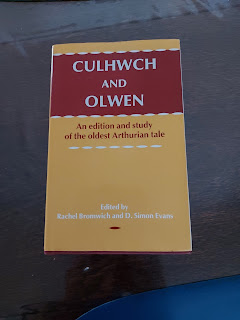 CULHWCH
AND
OLWEN
An edition and study
of the oldest Arthurian tale
Edited by
Rachel Bromwich and D. Simon Evans